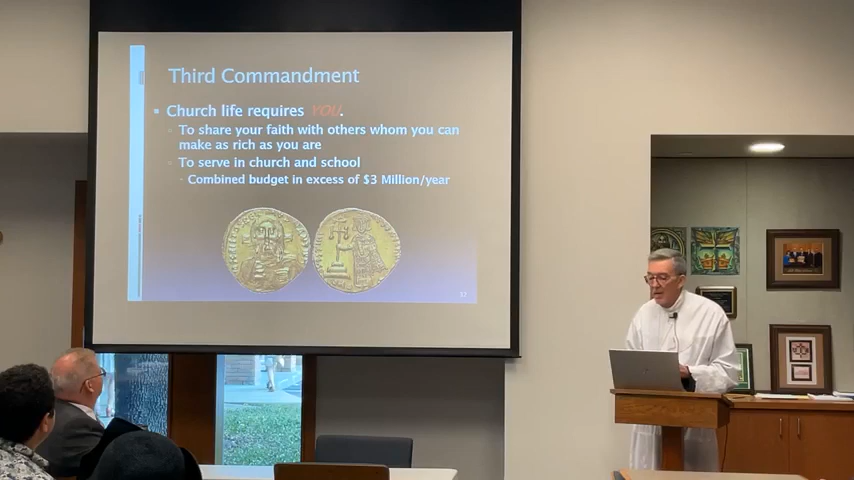 Third Commandment
Church life requires YOU.
To share your faith with others whom you can
make as rich as you are
To serve in church and school
Combined budget in excess of $3 Million/year
17